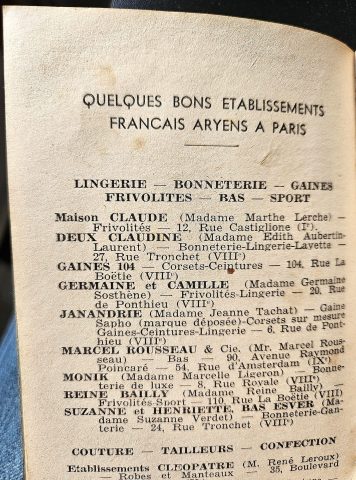 QUELQUES BONS ETABLISSEMENTS
FRANCAIS ARYENS A PARIS
LINGERIE — BONNETERIE — GAINES
FRIVOLITES — BAS — SPORT
Maison CLAUDE (Madame Marthe Lerche) —
Frivolités — 12, Rue Castiglione (Iᵉ).
DEUX CLAUDINE (Madame Edith Aubertin-
Laurent) — Bonneterie-Lingerie-Layette —
27, Rue Tronchet (VIIIᵉ)
GAINES 104 — Corsets-Ceintures — 104, Rue La
Boëtie (VIIIᵉ)
GERMAINE et CAMILLE (Madame Germaine
Sosthène) — Frivolités-Lingerie — 20, Rue
de Ponthieu (VIIIᵉ)
JANANDRIE (Madame Jeanne Tachat) — Gaine
Sapho (marque déposée)-Corsets sur mesure
Gaines-Ceintures-Lingerie — 6, Rue de Pont-
hieu (VIIIᵉ)
MARCEL ROUSSEAU & Cie. (Mr. Marcel Rous-
seau) — Bas — 90, Avenue Raymond
Poincaré — 54, Rue d'Amsterdam (IXᵉ)
MONIK (Madame Marcelle Ligeron) — Bonne-
terie de luxe — 8, Rue Royale (VIIIᵉ)
REINE BAILLY (Madame Reine Bailly) —
Frivolités Sport — 110, Rue La Boëtie (VIII)
SUZANNE et HENRIETTE, BAS ESVER (Ma-
dame Suzanne Verdet) — Bonneterie-Gan-
terie — 24, Rue Tronchet (VIIIᵉ)
COUTURE — TAILLEURS — CONFECTION
Etablissements CLEOPATRE (M. René Leroux)
— Robes et Manteaux — 35, Boulevard